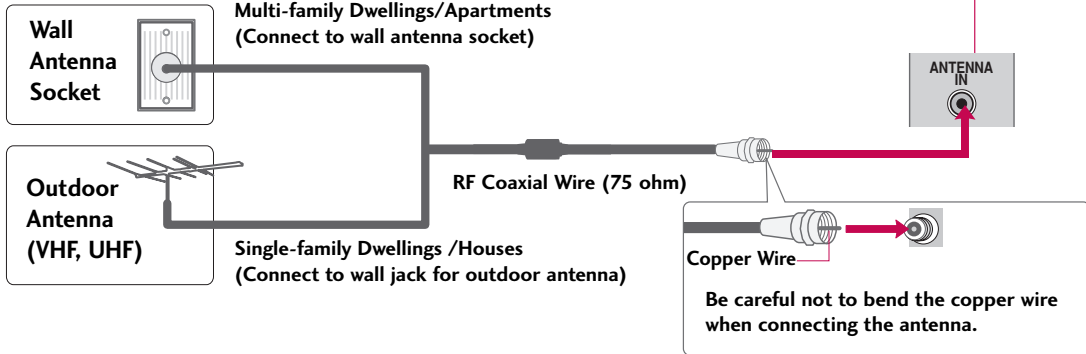 Multi-family Dwellings/Apartments
(Connect to wall antenna socket)
Wall
Antenna
Socket
ANTENNA
IN
RF Coaxial Wire (75 ohm)
Outdoor
Antenna
(VHF, UHF)
Single-family Dwellings /Houses
(Connect to wall jack for outdoor antenna)
Copper Wire
Be careful not to bend the copper wire
when connecting the antenna.